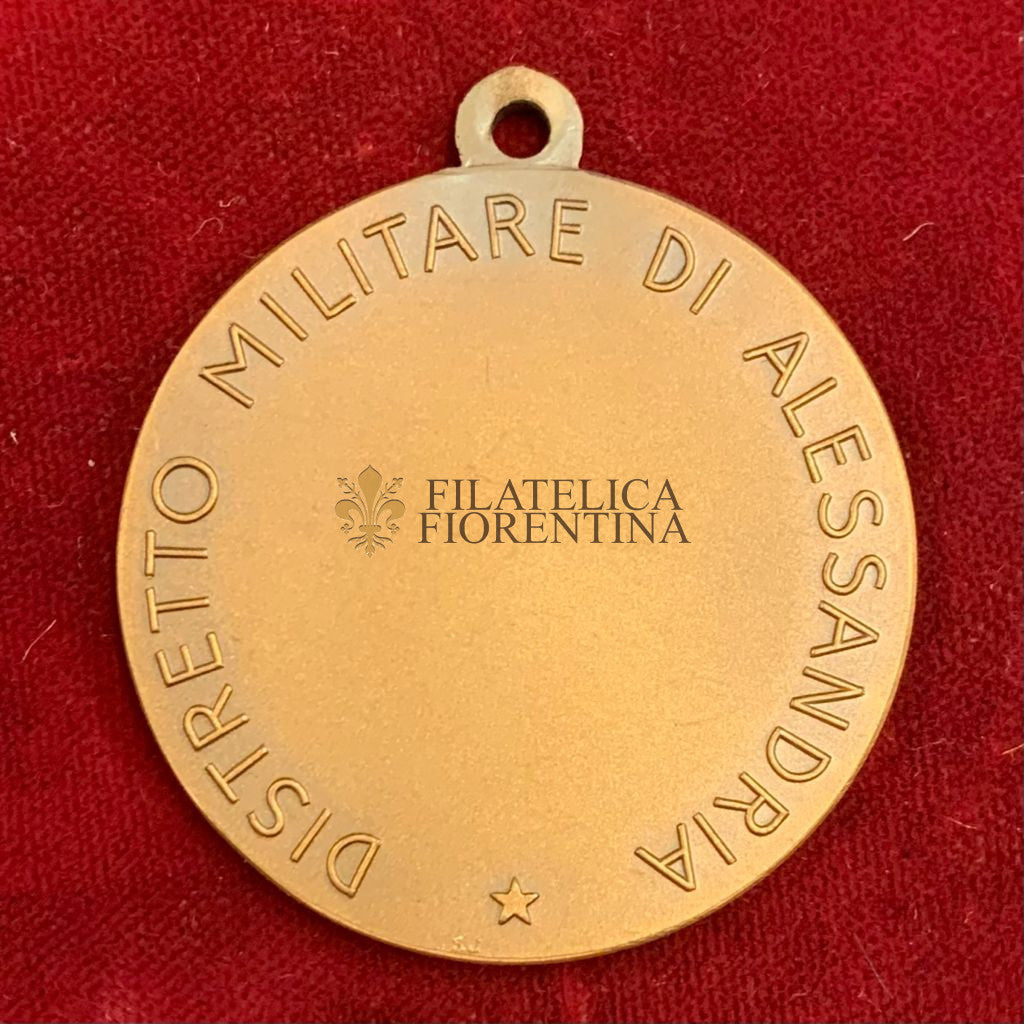 DISTRETTO MILITARE DI ALESSANDRIA
FILATELICA
FIORENTINA